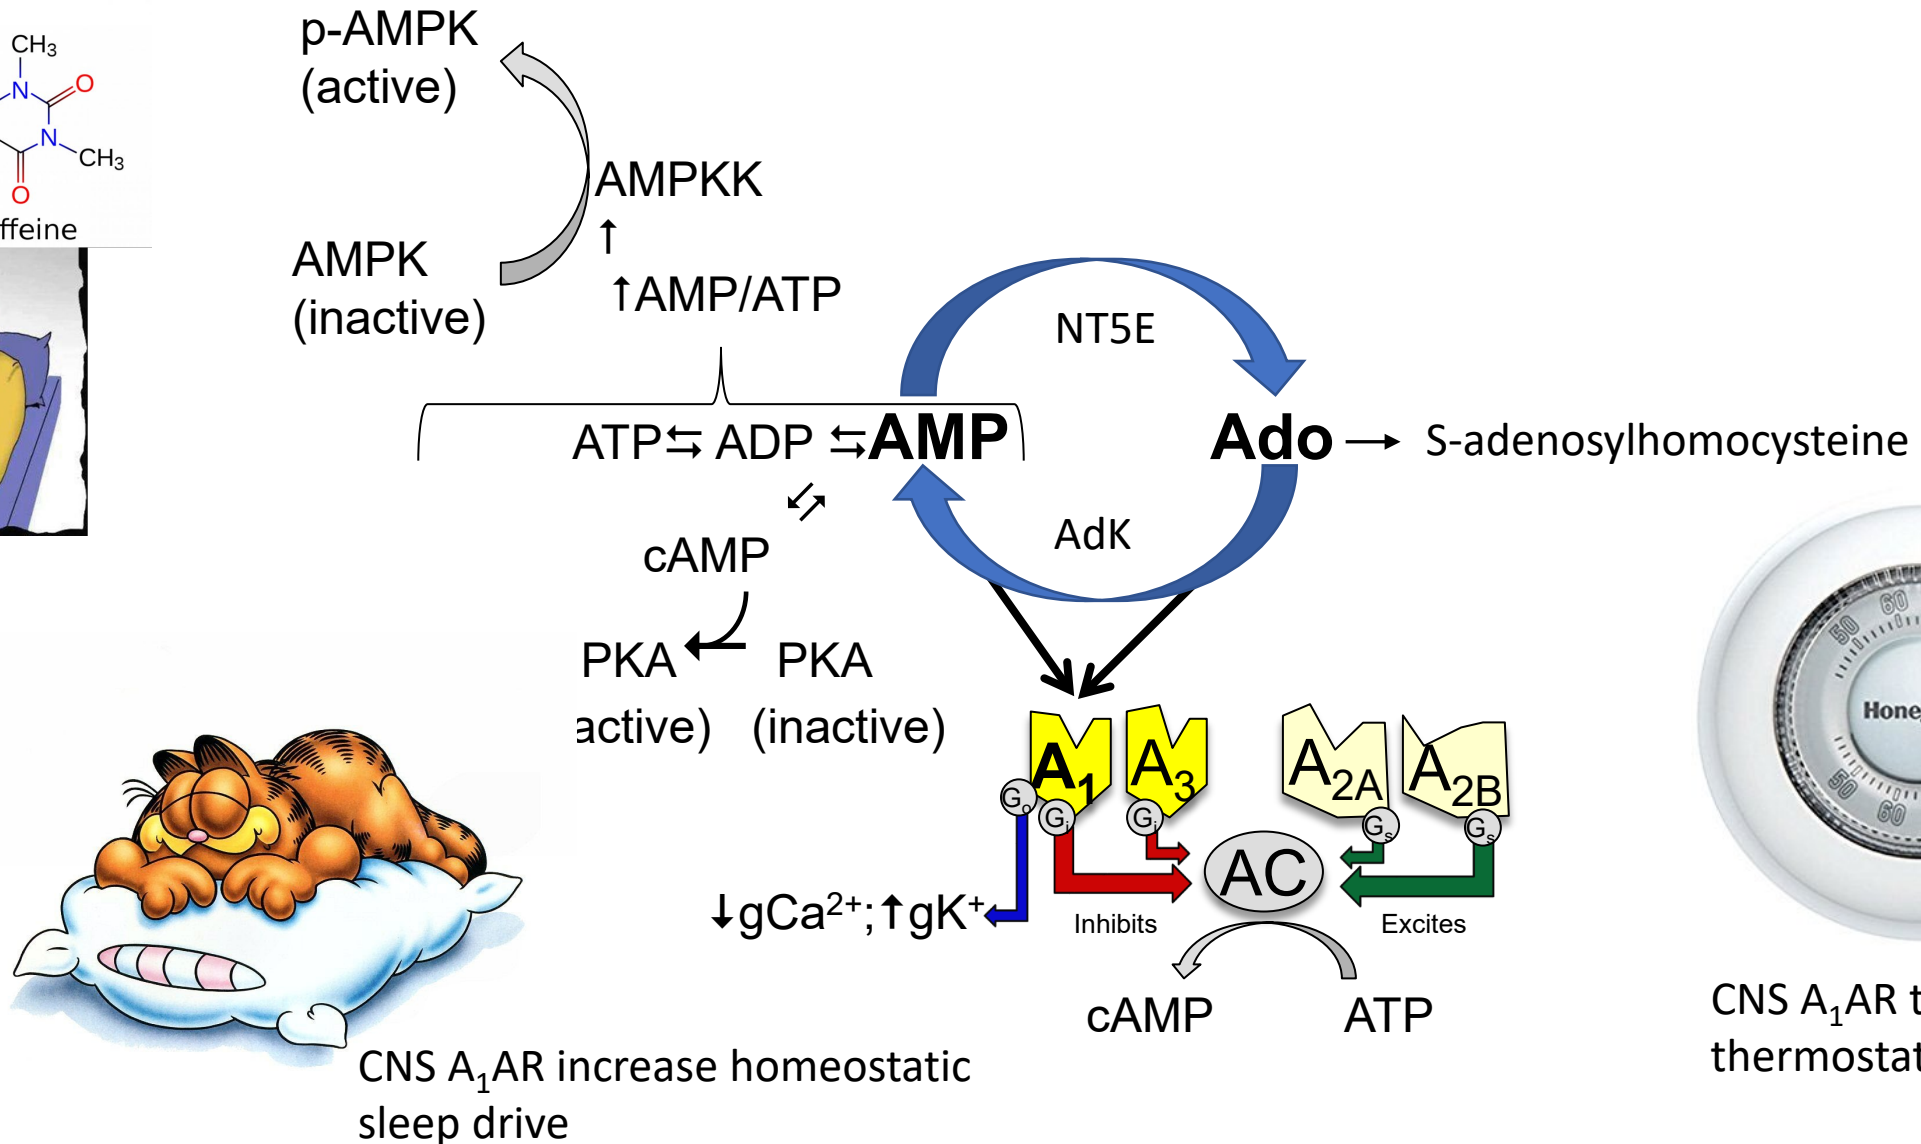 p-AMPK
(active)
CH3
N
O
N
CH3
O
ffeine
AMPKK
↑
AMPK
(inactive)
↑AMP/ATP
NT5E
ATP⇆ ADP ⇆AMP
Ado → S-adenosylhomocysteine
AdK
cAMP
PKA
PKA
active)
(inactive)
A1
A3
A2A
A2B
Go
Gi
Gi
Gs
Gs
AC
↓gCa2+;↑gK+
Inhibits
Excites
cAMP
ATP
60
50
Hone
50
60
CNS A1AR increase homeostatic
sleep drive
CNS A1AR t
thermostat